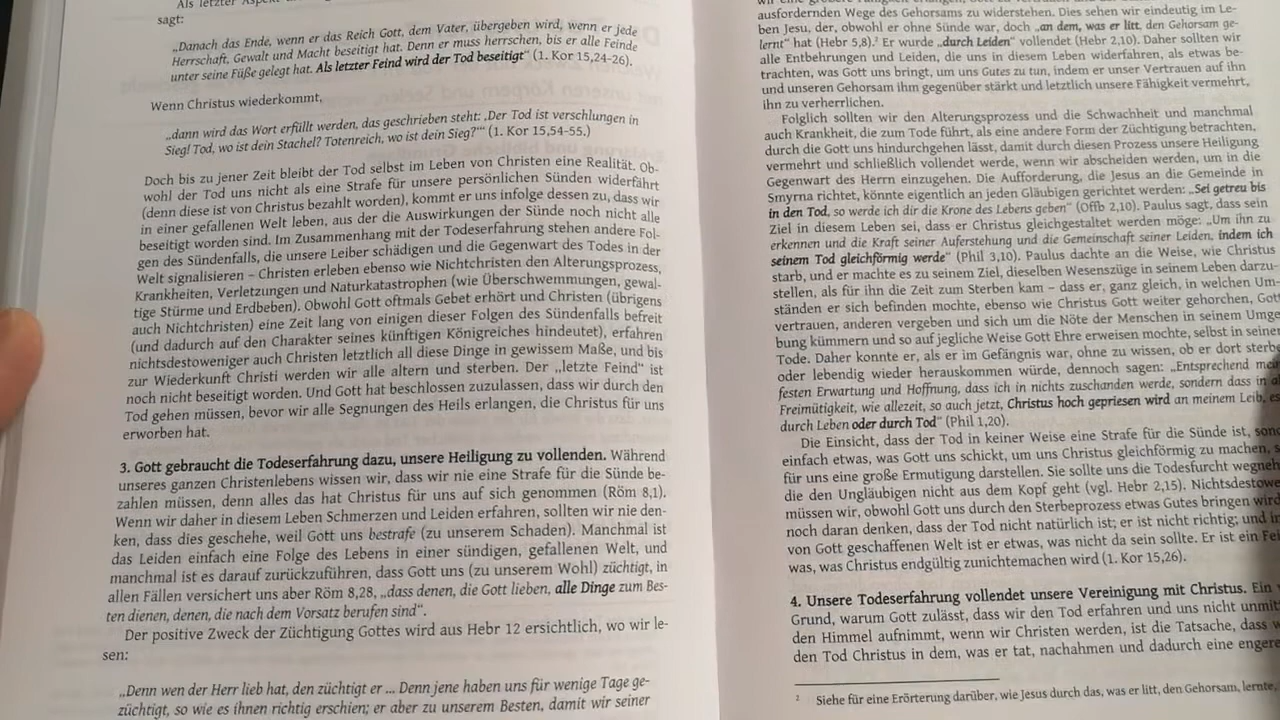 Als letzter
sagt:
„Danach das Ende, wenn er das Reich Gott, dem Vater, übergeben wird, wenn er jede
Herrschaft, Gewalt und Macht beseitigt hat. Denn er muss herrschen, bis er alle Feinde
unter seine Füße gelegt hat. Als letzter Feind wird der Tod beseitigt“ (1. Kor 15,24-26).
Wenn Christus wiederkommt,
„dann wird das Wort erfüllt werden, das geschrieben steht: ‚Der Tod ist verschlungen in
Sieg! Tod, wo ist dein Stachel? Totenreich, wo ist dein Sieg?‘“ (1. Kor 15,54-55.)
Doch bis zu jener Zeit bleibt der Tod selbst im Leben von Christen eine Realität. Ob-
wohl der Tod uns nicht als eine Strafe für unsere persönlichen Sünden widerfährt
(denn diese ist von Christus bezahlt worden), kommt er uns infolge dessen zu, dass wir
in einer gefallenen Welt leben, aus der die Auswirkungen der Sünde noch nicht alle
beseitigt worden sind. Im Zusammenhang mit der Todeserfahrung stehen andere Fol-
gen des Sündenfalls, die unsere Leiber schädigen und die Gegenwart des Todes in der
Welt signalisieren – Christen erleben ebenso wie Nichtchristen den Alterungsprozess,
Krankheiten, Verletzungen und Naturkatastrophen (wie Überschwemmungen, gewal-
tige Stürme und Erdbeben). Obwohl Gott oftmals Gebet erhört und Christen (übrigens
auch Nichtchristen) eine Zeit lang von einigen dieser Folgen des Sündenfalls befreit
(und dadurch auf den Charakter seines künftigen Königreiches hindeutet), erfahren
nichtsdestoweniger auch Christen letztlich all diese Dinge in gewissem Maße, und bis
zur Wiederkunft Christi werden wir alle altern und sterben. Der „letzte Feind“ ist
noch nicht beseitigt worden. Und Gott hat beschlossen zuzulassen, dass wir durch den
Tod gehen müssen, bevor wir alle Segnungen des Heils erlangen, die Christus für uns
erworben hat.
3. Gott gebraucht die Todeserfahrung dazu, unsere Heiligung zu vollenden. Während
unseres ganzen Christenlebens wissen wir, dass wir nie eine Strafe für die Sünde be-
zahlen müssen, denn alles das hat Christus für uns auf sich genommen (Röm 8,1).
Wenn wir daher in diesem Leben Schmerzen und Leiden erfahren, sollten wir nie den-
ken, dass dies geschehe, weil Gott uns bestrafe (zu unserem Schaden). Manchmal ist
das Leiden einfach eine Folge des Lebens in einer sündigen, gefallenen Welt, und
manchmal ist es darauf zurückzuführen, dass Gott uns (zu unserem Wohl) züchtigt, in
allen Fällen versichert uns aber Röm 8,28, „dass denen, die Gott lieben, alle Dinge zum Bes-
ten dienen, denen, die nach dem Vorsatz berufen sind“.
Der positive Zweck der Züchtigung Gottes wird aus Hebr 12 ersichtlich, wo wir le-
sen:
„Denn wen der Herr lieb hat, den züchtigt er ... Denn jene haben uns für wenige Tage ge-
züchtigt, so wie es ihnen richtig erschien; er aber zu unserem Besten, damit wir seiner
ausfordernden Wege des Gehorsams zu widerstehen. Dies sehen wir eindeutig im Le-
ben Jesu, der, obwohl er ohne Sünde war, doch „an dem, was er litt, den Gehorsam ge-
lernt“ hat (Hebr 5,8).² Er wurde „durch Leiden“ vollendet (Hebr 2,10). Daher sollten wir
alle Entbehrungen und Leiden, die uns in diesem Leben widerfahren, als etwas be-
trachten, was Gott uns bringt, um uns Gutes zu tun, indem er unser Vertrauen auf ihn
und unseren Gehorsam ihm gegenüber stärkt und letztlich unsere Fähigkeit vermehrt,
ihn zu verherrlichen.
Folglich sollten wir den Alterungsprozess und die Schwachheit und manchmal
auch Krankheit, die zum Tode führt, als eine andere Form der Züchtigung betrachten,
durch die Gott uns hindurchgehen lässt, damit durch diesen Prozess unsere Heiligung
vermehrt und schließlich vollendet werde, wenn wir abscheiden werden, um in die
Gegenwart des Herrn einzugehen. Die Aufforderung, die Jesus an die Gemeinde in
Smyrna richtet, könnte eigentlich an jeden Gläubigen gerichtet werden: „Sei getreu bis
in den Tod, so werde ich dir die Krone des Lebens geben“ (Offb 2,10). Paulus sagt, dass sein
Ziel in diesem Leben sei, dass er Christus gleichgestaltet werden möge: „Um ihn zu
erkennen und die Kraft seiner Auferstehung und die Gemeinschaft seiner Leiden, indem ich
seinem Tod gleichförmig werde“ (Phil 3,10). Paulus dachte an die Weise, wie Christus
starb, und er machte es zu seinem Ziel, dieselben Wesenszüge in seinem Leben darzu-
stellen, als für ihn die Zeit zum Sterben kam – dass er, ganz gleich, in welchen Um-
ständen er sich befinden mochte, ebenso wie Christus Gott weiter gehorchen, Got
vertrauen, anderen vergeben und sich um die Nöte der Menschen in seinem Umge
bung kümmern und so auf jegliche Weise Gott Ehre erweisen mochte, selbst in seinem
Tode. Daher konnte er, als er im Gefängnis war, ohne zu wissen, ob er dort sterbe
oder lebendig wieder herauskommen würde, dennoch sagen: „Entsprechend mei
festen Erwartung und Hoffnung, dass ich in nichts zuschanden werde, sondern dass in
Freimütigkeit, wie allezeit, so auch jetzt, Christus hoch gepriesen wird an meinem Leib, es
durch Leben oder durch Tod“ (Phil 1,20).
Die Einsicht, dass der Tod in keiner Weise eine Strafe für die Sünde ist, sond
einfach etwas, was Gott uns schickt, um uns Christus gleichförmig zu machen, s
für uns eine große Ermutigung darstellen. Sie sollte uns die Todesfurcht wegneh
die den Ungläubigen nicht aus dem Kopf geht (vgl. Hebr 2,15). Nichtsdestowe
müssen wir, obwohl Gott uns durch den Sterbeprozess etwas Gutes bringen wird
noch daran denken, dass der Tod nicht natürlich ist; er ist nicht richtig; und in
von Gott geschaffenen Welt ist er etwas, was nicht da sein sollte. Er ist ein Fei
was, was Christus endgültig zunichtemachen wird (1. Kor 15,26).
4. Unsere Todeserfahrung vollendet unsere Vereinigung mit Christus. Ein
Grund, warum Gott zulässt, dass wir den Tod erfahren und uns nicht unmit
den Himmel aufnimmt, wenn wir Christen werden, ist die Tatsache, dass w
den Tod Christus in dem, was er tat, nachahmen und dadurch eine engere
² Siehe für eine Erörterung darüber, wie Jesus durch das, was er litt, den Gehorsam, lernte,